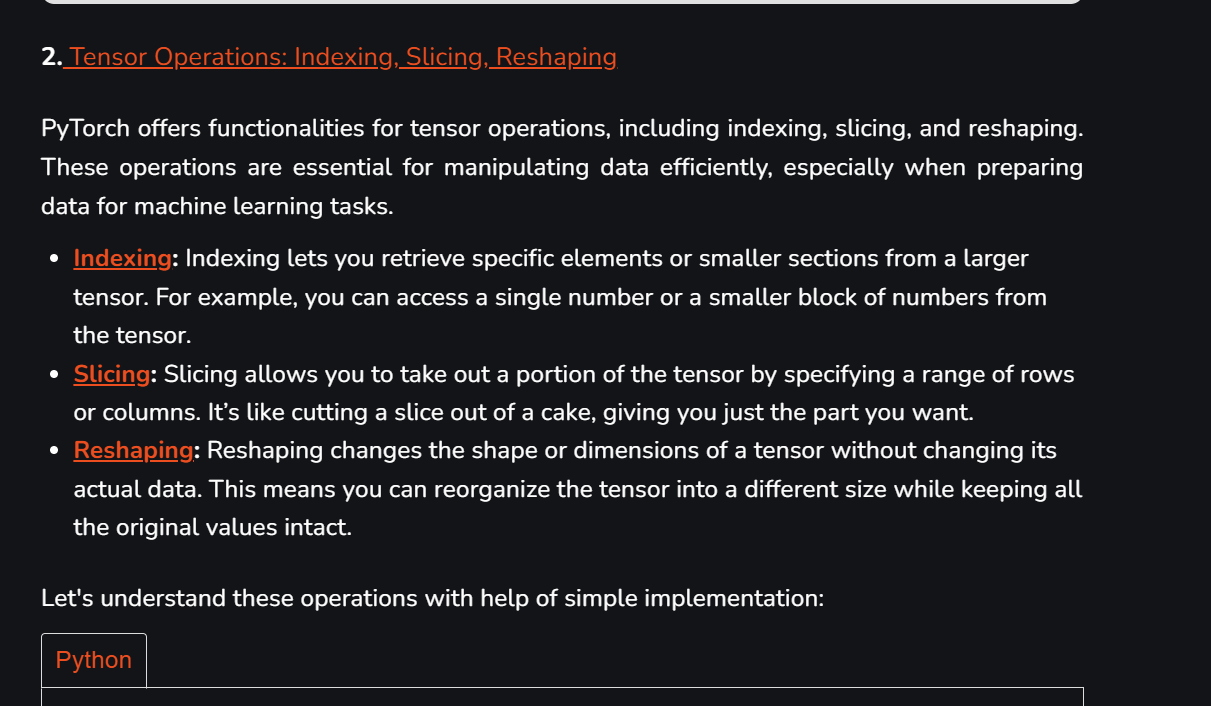 2. Tensor Operations: Indexing, Slicing, Reshaping
PyTorch offers functionalities for tensor operations, including indexing, slicing, and reshaping.
These operations are essential for manipulating data efficiently, especially when preparing
data for machine learning tasks.
• Indexing: Indexing lets you retrieve specific elements or smaller sections from a larger
tensor. For example, you can access a single number or a smaller block of numbers from
the tensor.
• Slicing: Slicing allows you to take out a portion of the tensor by specifying a range of rows
or columns. It’s like cutting a slice out of a cake, giving you just the part you want.
• Reshaping: Reshaping changes the shape or dimensions of a tensor without changing its
actual data. This means you can reorganize the tensor into a different size while keeping all
the original values intact.
Let's understand these operations with help of simple implementation:
Python